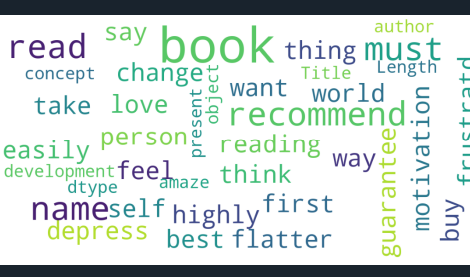 author
say
book
read
thing must
concept
change
Title
Length
object
want world
take love
present
recommend
person
reading
easily
way
guarantee
motivation
frustratd
development feel
think
dtype
amaze
name self
highly first
buy
depress
best flatter